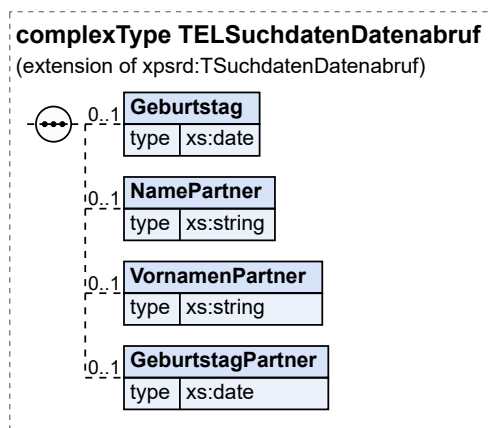 complexType TELSuchdatenDatenabruf
(extension of xpsrd:TSuchdatenDatenabruf)
0..1 Geburtstag
type xs:date
0..1 NamePartner
type xs:string
0..1 VornamenPartner
type xs:string
0..1 GeburtstagPartner
type xs:date